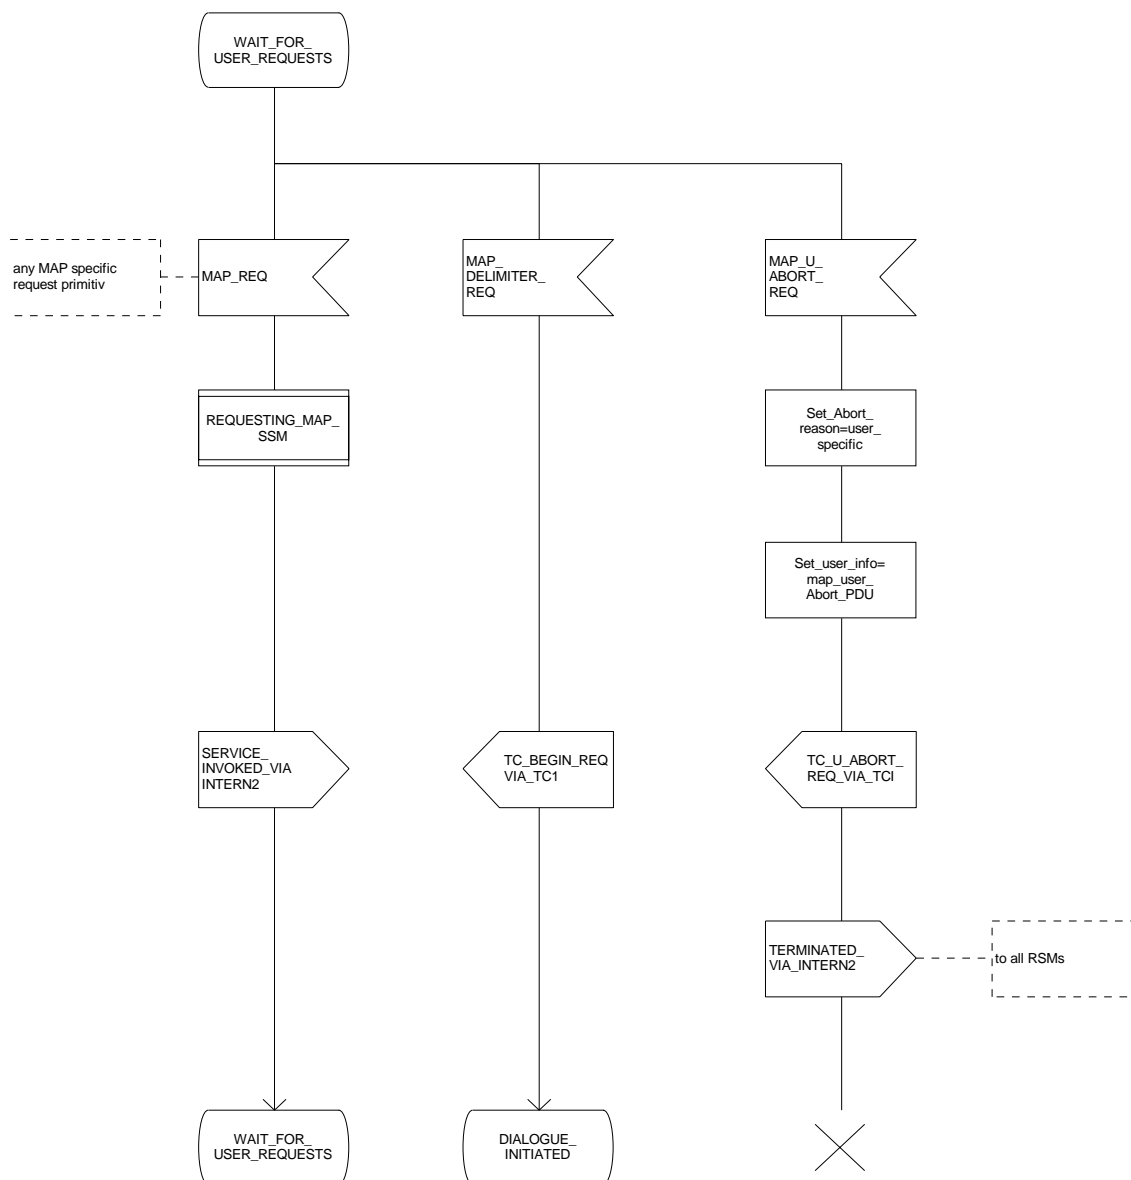 WAIT_FOR_
USER_REQUESTS
any MAP specific
request primitiv
MAP_REQ
MAP_
DELIMITER_
REQ
MAP_U_
ABORT_
REQ
REQUESTING_MAP_
SSM
Set_Abort_
reason=user_
specific
Set_user_info=
map_user_
Abort_PDU
SERVICE_
INVOKED_VIA
INTERN2
TC_BEGIN_REQ
VIA_TC1
TC_U_ABORT_
REQ_VIA_TCI
TERMINATED_
VIA_INTERN2
to all RSMs
WAIT_FOR_
USER_REQUESTS
DIALOGUE_
INITIATED